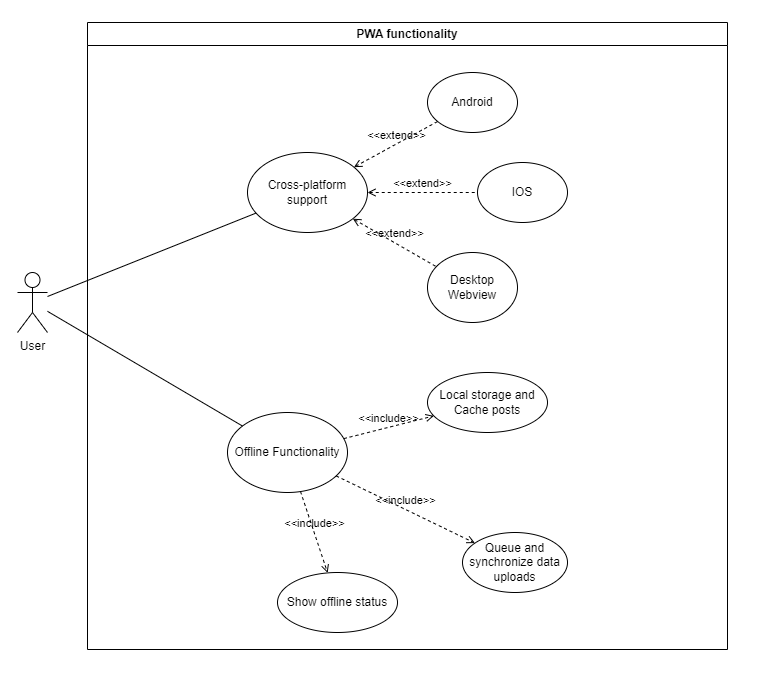 PWA functionality
Android
<<extend>>
Cross-platform
support
<<extend>>
IOS
<<extend>>
Desktop
Webview
User
Local storage and
Cache posts
<<include>>
Offline Functionality
<<include>>
<<include>>
Queue and
synchronize data
uploads
Show offline status